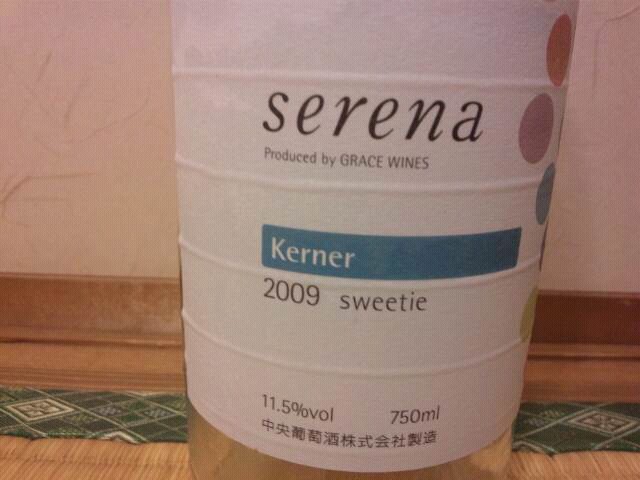 serena
Produced by GRACE WINES
Kerner
2009 sweetie
11.5%vol 750ml
中央葡萄酒株式会社製造